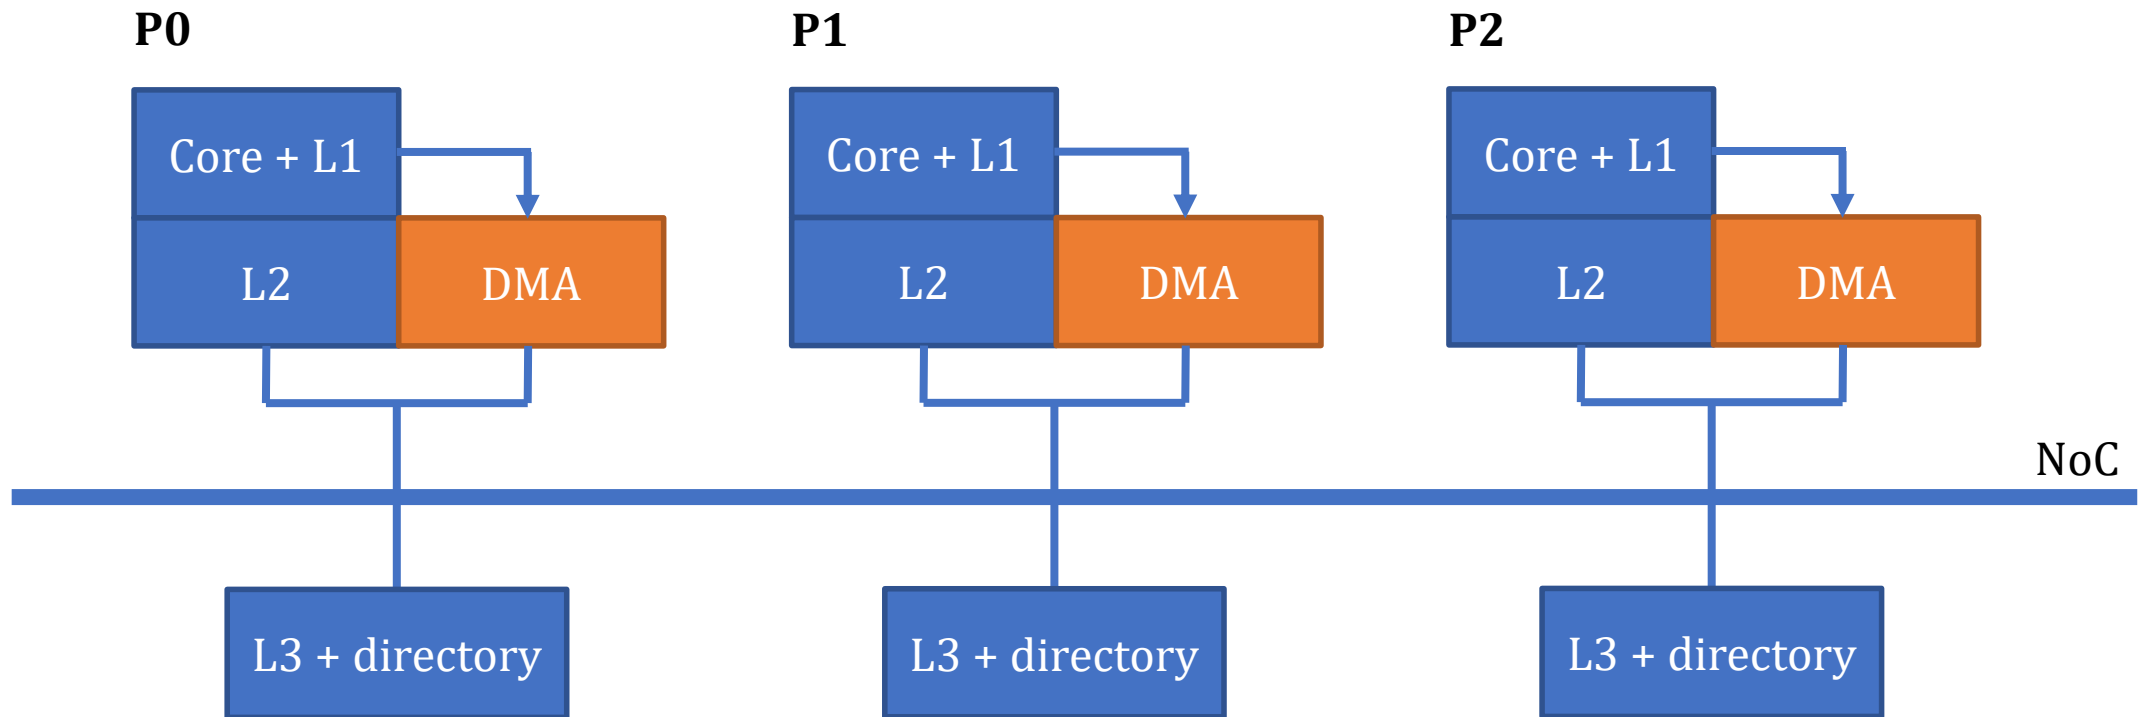 P0
P1
P2
Core + L1
Core + L1
Core + L1
L2
DMA
L2
DMA
L2
DMA
NoC
L3 + directory
L3 + directory
L3 + directory